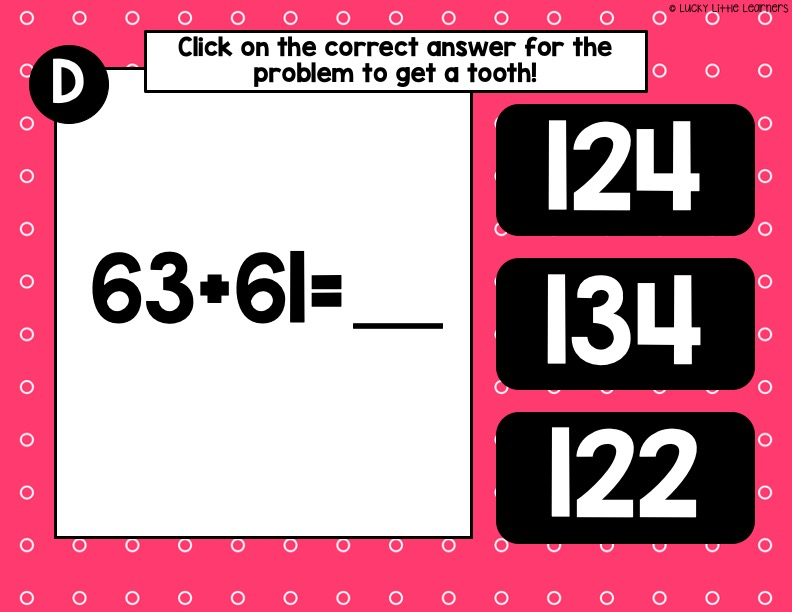 © Lucky Little Learners
Click on the correct answer for the
problem to get a tooth!
D
63+61=___
124
134
122